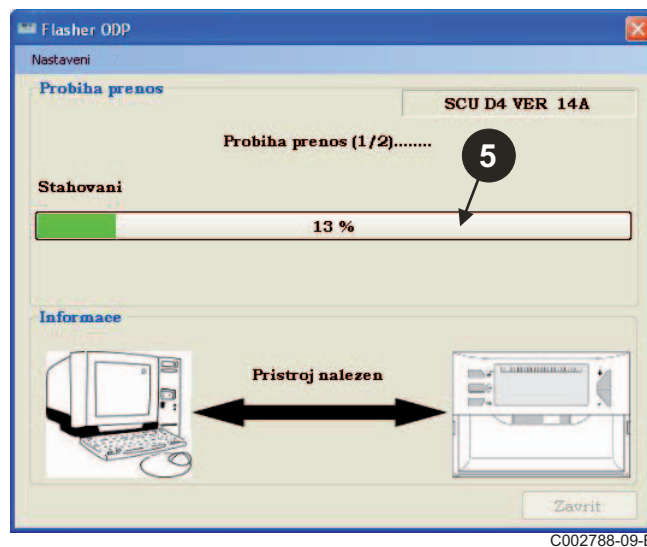 Flasher ODP
Nastaveni
Probiha prenos
SCU D4 VER 14A
Probiha prenos (1/2)........
5
Stahovani
13 %
Informace
Pristroj nalezen
Zavrit
C002788-09-